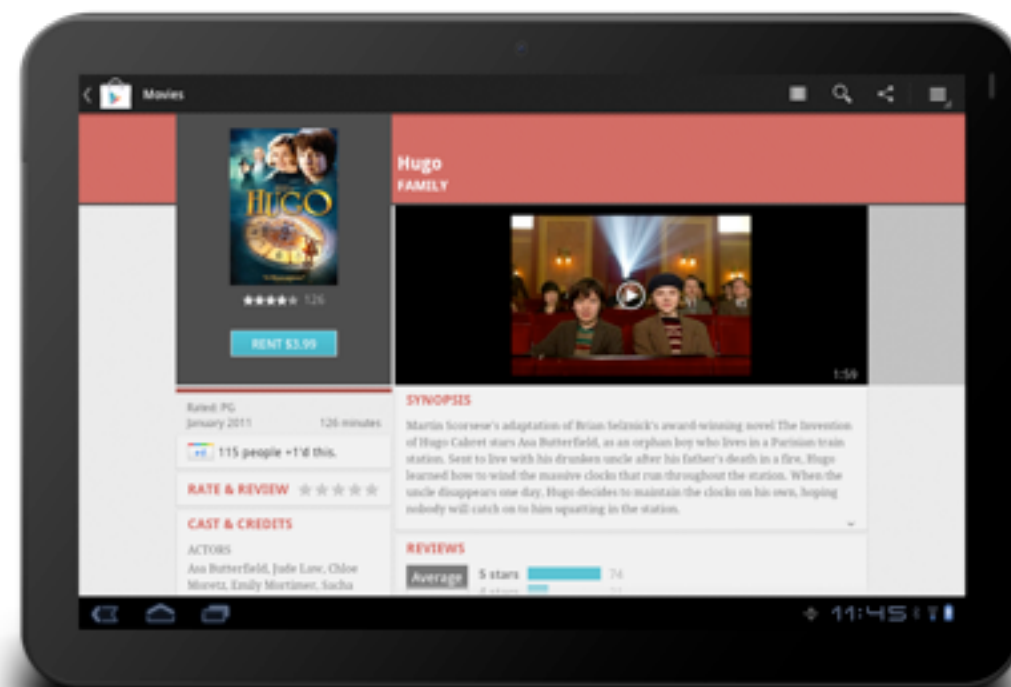 Movies
Hugo
FAMILY
HUGO
126
RENT $3.99
1:59
Rated: PG
January 2011 126 minutes
+1 115 people +1'd this.
RATE & REVIEW
CAST & CREDITS
ACTORS
Asa Butterfield, Jude Law, Chloe
Moretz, Emily Mortimer, Sacha
SYNOPSIS
Martin Scorsese's adaptation of Brian Selznick's award-winning novel The Invention
of Hugo Cabret stars Asa Butterfield, as an orphan boy who lives in a Parisian train
station. Sent to live with his drunken uncle after his father's death in a fire, Hugo
learned how to wind the massive clocks that run throughout the station. When the
uncle disappears one day, Hugo decides to maintain the clocks on his own, hoping
nobody will catch on to him squatting in the station.
REVIEWS
Average
5 stars 74
11:45